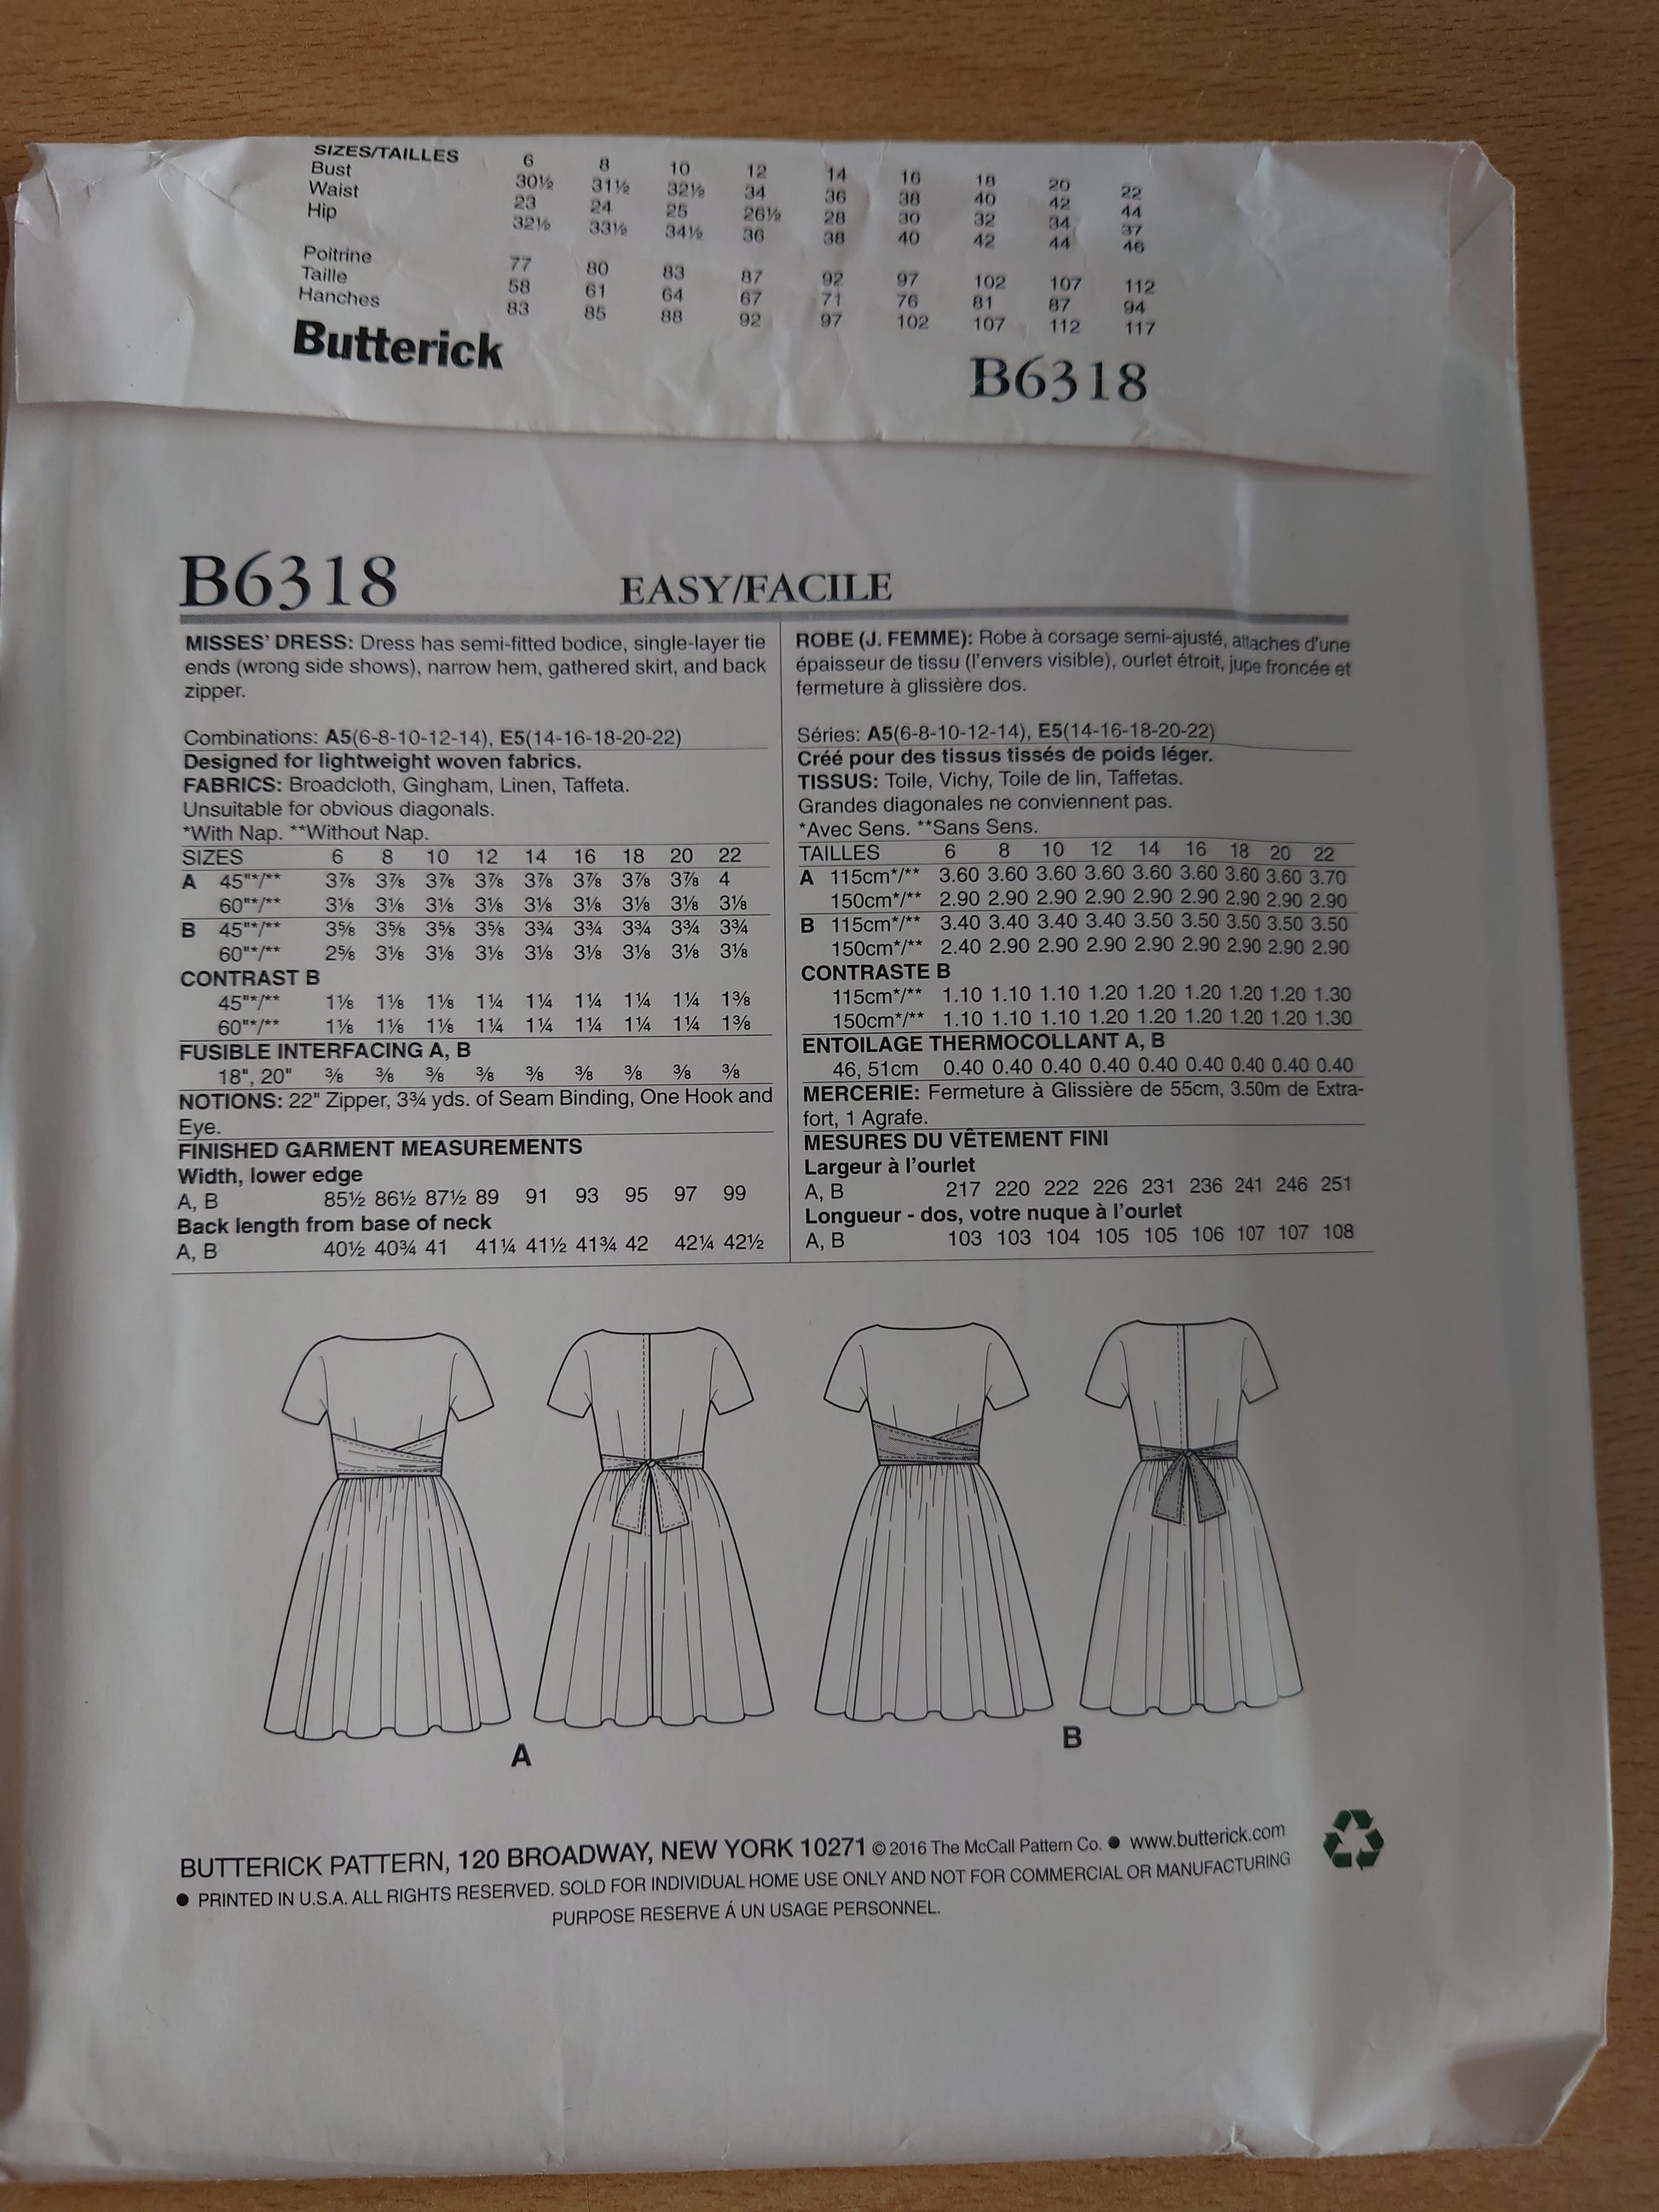 SIZES/TAILLES 6 8 10 12 14 16 18 20 22
Bust 30½ 31½ 32½ 34 36 38 40 42 44
Waist 23 24 25 26½ 28 30 32 34 37
Hip 32½ 33½ 34½ 36 38 40 42 44 46
Poitrine 77 80 83 87 92 97 102 107 112
Taille 58 61 64 67 71 76 81 87 94
Hanches 83 85 88 92 97 102 107 112 117
Butterick B6318
B6318 EASY/FACILE
MISSES' DRESS: Dress has semi-fitted bodice, single-layer tie
ends (wrong side shows), narrow hem, gathered skirt, and back
zipper.
Combinations: A5(6-8-10-12-14), E5(14-16-18-20-22)
Designed for lightweight woven fabrics.
FABRICS: Broadcloth, Gingham, Linen, Taffeta.
Unsuitable for obvious diagonals.
*With Nap. **Without Nap.
SIZES 6 8 10 12 14 16 18 20 22
A 45"*/** 3⅞ 3⅞ 3⅞ 3⅞ 3⅞ 3⅞ 3⅞ 3⅞ 4
60"*/** 3⅛ 3⅛ 3⅛ 3⅛ 3⅛ 3⅛ 3⅛ 3⅛ 3⅛
B 45"*/** 3⅝ 3⅝ 3⅝ 3⅝ 3¾ 3¾ 3¾ 3¾ 3¾
60"*/** 2⅝ 3⅛ 3⅛ 3⅛ 3⅛ 3⅛ 3⅛ 3⅛ 3⅛
CONTRAST B
45"*/** 1⅛ 1⅛ 1⅛ 1¼ 1¼ 1¼ 1¼ 1¼ 1⅜
60"*/** 1⅛ 1⅛ 1⅛ 1¼ 1¼ 1¼ 1¼ 1¼ 1⅜
FUSIBLE INTERFACING A, B
18", 20" ⅜ ⅜ ⅜ ⅜ ⅜ ⅜ ⅜ ⅜ ⅜
NOTIONS: 22" Zipper, 3¾ yds. of Seam Binding, One Hook and
Eye.
FINISHED GARMENT MEASUREMENTS
Width, lower edge
A, B 85½ 86½ 87½ 89 91 93 95 97 99
Back length from base of neck
A, B 40½ 40¾ 41 41¼ 41½ 41¾ 42 42¼ 42½
ROBE (J. FEMME): Robe à corsage semi-ajusté, attaches d'une
épaisseur de tissu (l'envers visible), ourlet étroit, jupe froncée et
fermeture à glissière dos.
Séries: A5(6-8-10-12-14), E5(14-16-18-20-22)
Créé pour des tissus tissés de poids léger.
TISSUS: Toile, Vichy, Toile de lin, Taffetas.
Grandes diagonales ne conviennent pas.
*Avec Sens. **Sans Sens.
TAILLES 6 8 10 12 14 16 18 20 22
A 115cm*/** 3.60 3.60 3.60 3.60 3.60 3.60 3.60 3.60 3.70
150cm*/** 2.90 2.90 2.90 2.90 2.90 2.90 2.90 2.90 2.90
B 115cm*/** 3.40 3.40 3.40 3.40 3.50 3.50 3.50 3.50 3.50
150cm*/** 2.40 2.90 2.90 2.90 2.90 2.90 2.90 2.90 2.90
CONTRASTE B
115cm*/** 1.10 1.10 1.10 1.20 1.20 1.20 1.20 1.20 1.30
150cm*/** 1.10 1.10 1.10 1.20 1.20 1.20 1.20 1.20 1.30
ENTOILAGE THERMOCOLLANT A, B
46, 51cm 0.40 0.40 0.40 0.40 0.40 0.40 0.40 0.40 0.40
MERCERIE: Fermeture à Glissière de 55cm, 3.50m de Extra-
fort, 1 Agrafe.
MESURES DU VÊTEMENT FINI
Largeur à l'ourlet
A, B 217 220 222 226 231 236 241 246 251
Longueur - dos, votre nuque à l'ourlet
A, B 103 103 104 105 105 106 107 107 108
A B
BUTTERICK PATTERN, 120 BROADWAY, NEW YORK 10271 © 2016 The McCall Pattern Co. ● www.butterick.com
● PRINTED IN U.S.A. ALL RIGHTS RESERVED. SOLD FOR INDIVIDUAL HOME USE ONLY AND NOT FOR COMMERCIAL OR MANUFACTURING
PURPOSE RESERVE Á UN USAGE PERSONNEL.